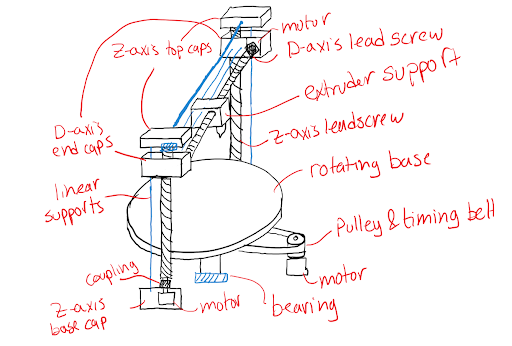 motor
Z-axis top caps
D-axis lead screw
extruder support
Z-axis leadscrew
D-axis
end caps
rotating base
linear
supports
Pulley & timing belt
coupling
motor
Z-axis
base cap
motor
bearing